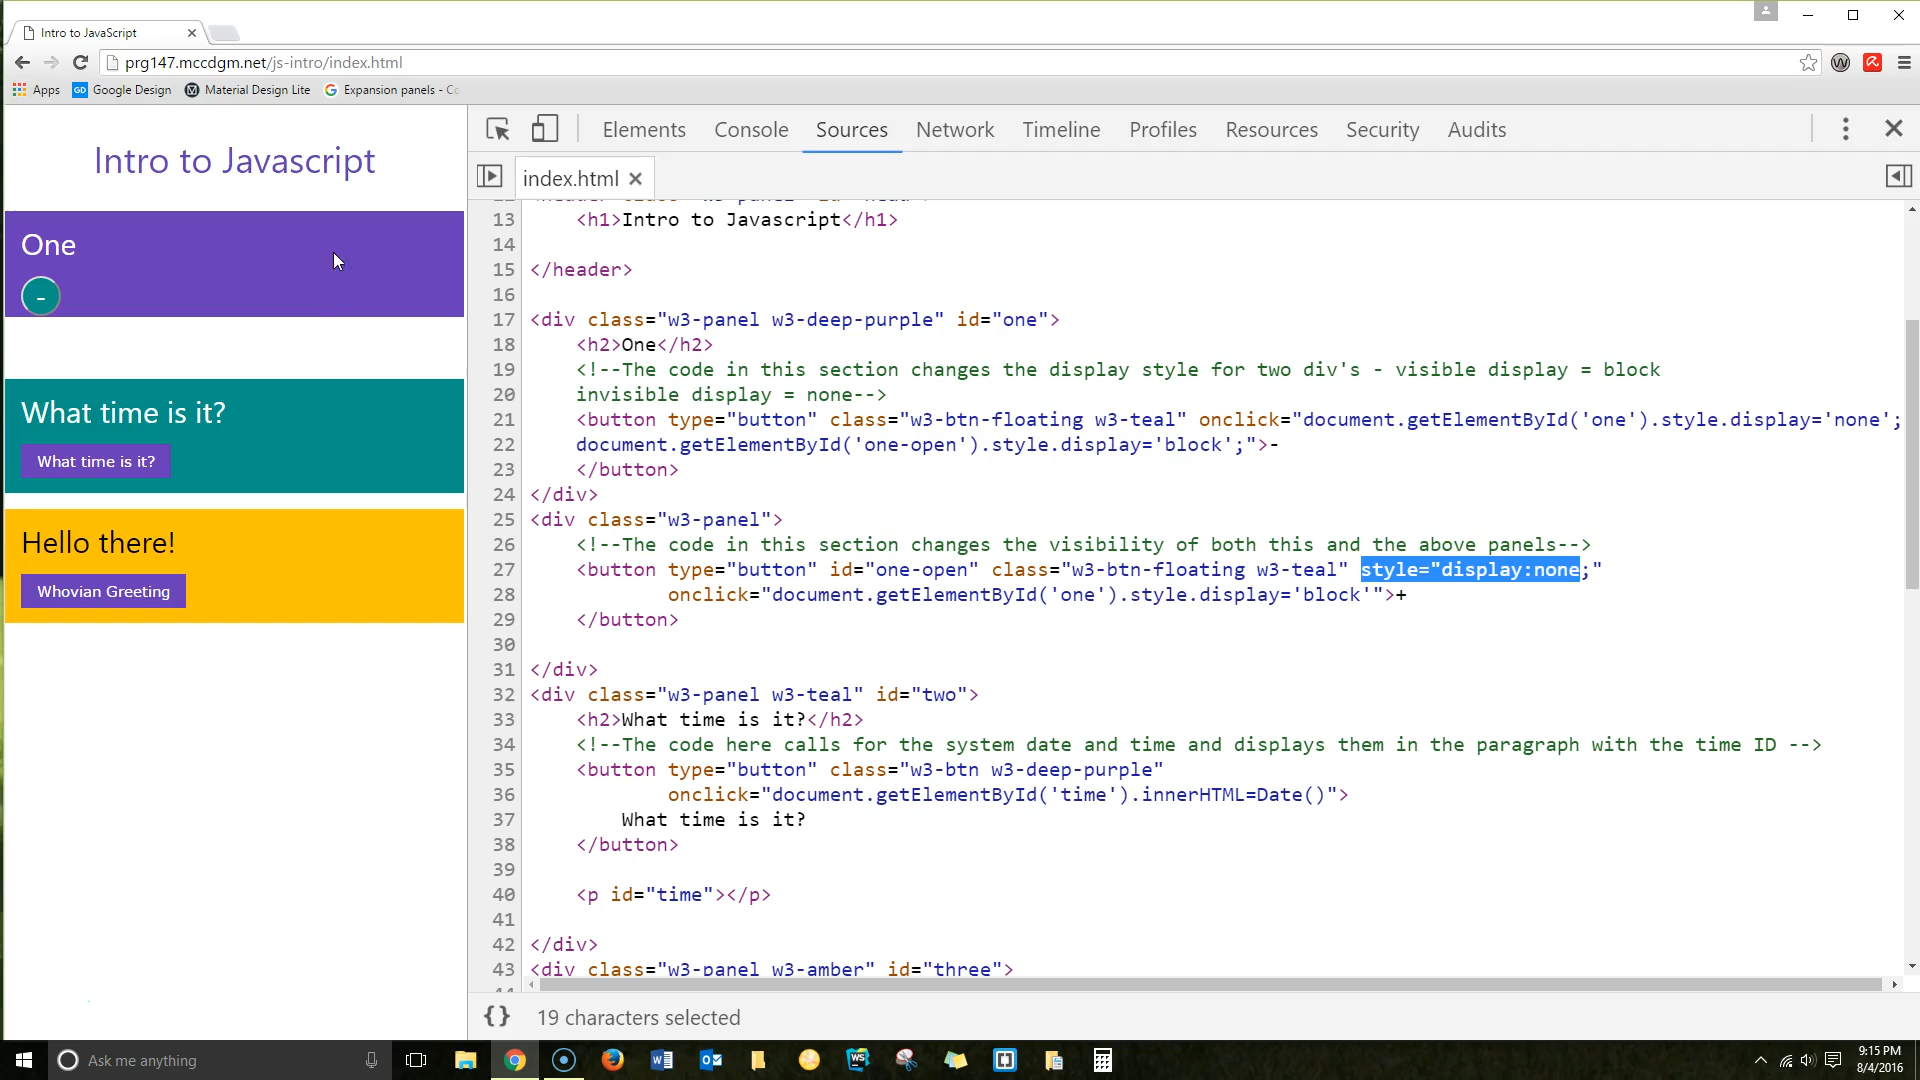 Intro to JavaScript
prg147.mccdgm.net/js-intro/index.html
Apps Google Design Material Design Lite Expansion panels - Co
Intro to Javascript
One
-
What time is it?
What time is it?
Hello there!
Whovian Greeting
Elements Console Sources Network Timeline Profiles Resources Security Audits
index.html
13 <h1>Intro to Javascript</h1>
14
15 </header>
16
17 <div class="w3-panel w3-deep-purple" id="one">
18 <h2>One</h2>
19 <!--The code in this section changes the display style for two div's - visible display = block
20 invisible display = none-->
21 <button type="button" class="w3-btn-floating w3-teal" onclick="document.getElementById('one').style.display='none';
22 document.getElementById('one-open').style.display='block';">-
23 </button>
24 </div>
25 <div class="w3-panel">
26 <!--The code in this section changes the visibility of both this and the above panels-->
27 <button type="button" id="one-open" class="w3-btn-floating w3-teal" style="display:none;"
28 onclick="document.getElementById('one').style.display='block'">+
29 </button>
30
31 </div>
32 <div class="w3-panel w3-teal" id="two">
33 <h2>What time is it?</h2>
34 <!--The code here calls for the system date and time and displays them in the paragraph with the time ID -->
35 <button type="button" class="w3-btn w3-deep-purple"
36 onclick="document.getElementById('time').innerHTML=Date()">
37 What time is it?
38 </button>
39
40 <p id="time"></p>
41
42 </div>
43 <div class="w3-panel w3-amber" id="three">
{} 19 characters selected
Ask me anything
9:15 PM
8/4/2016